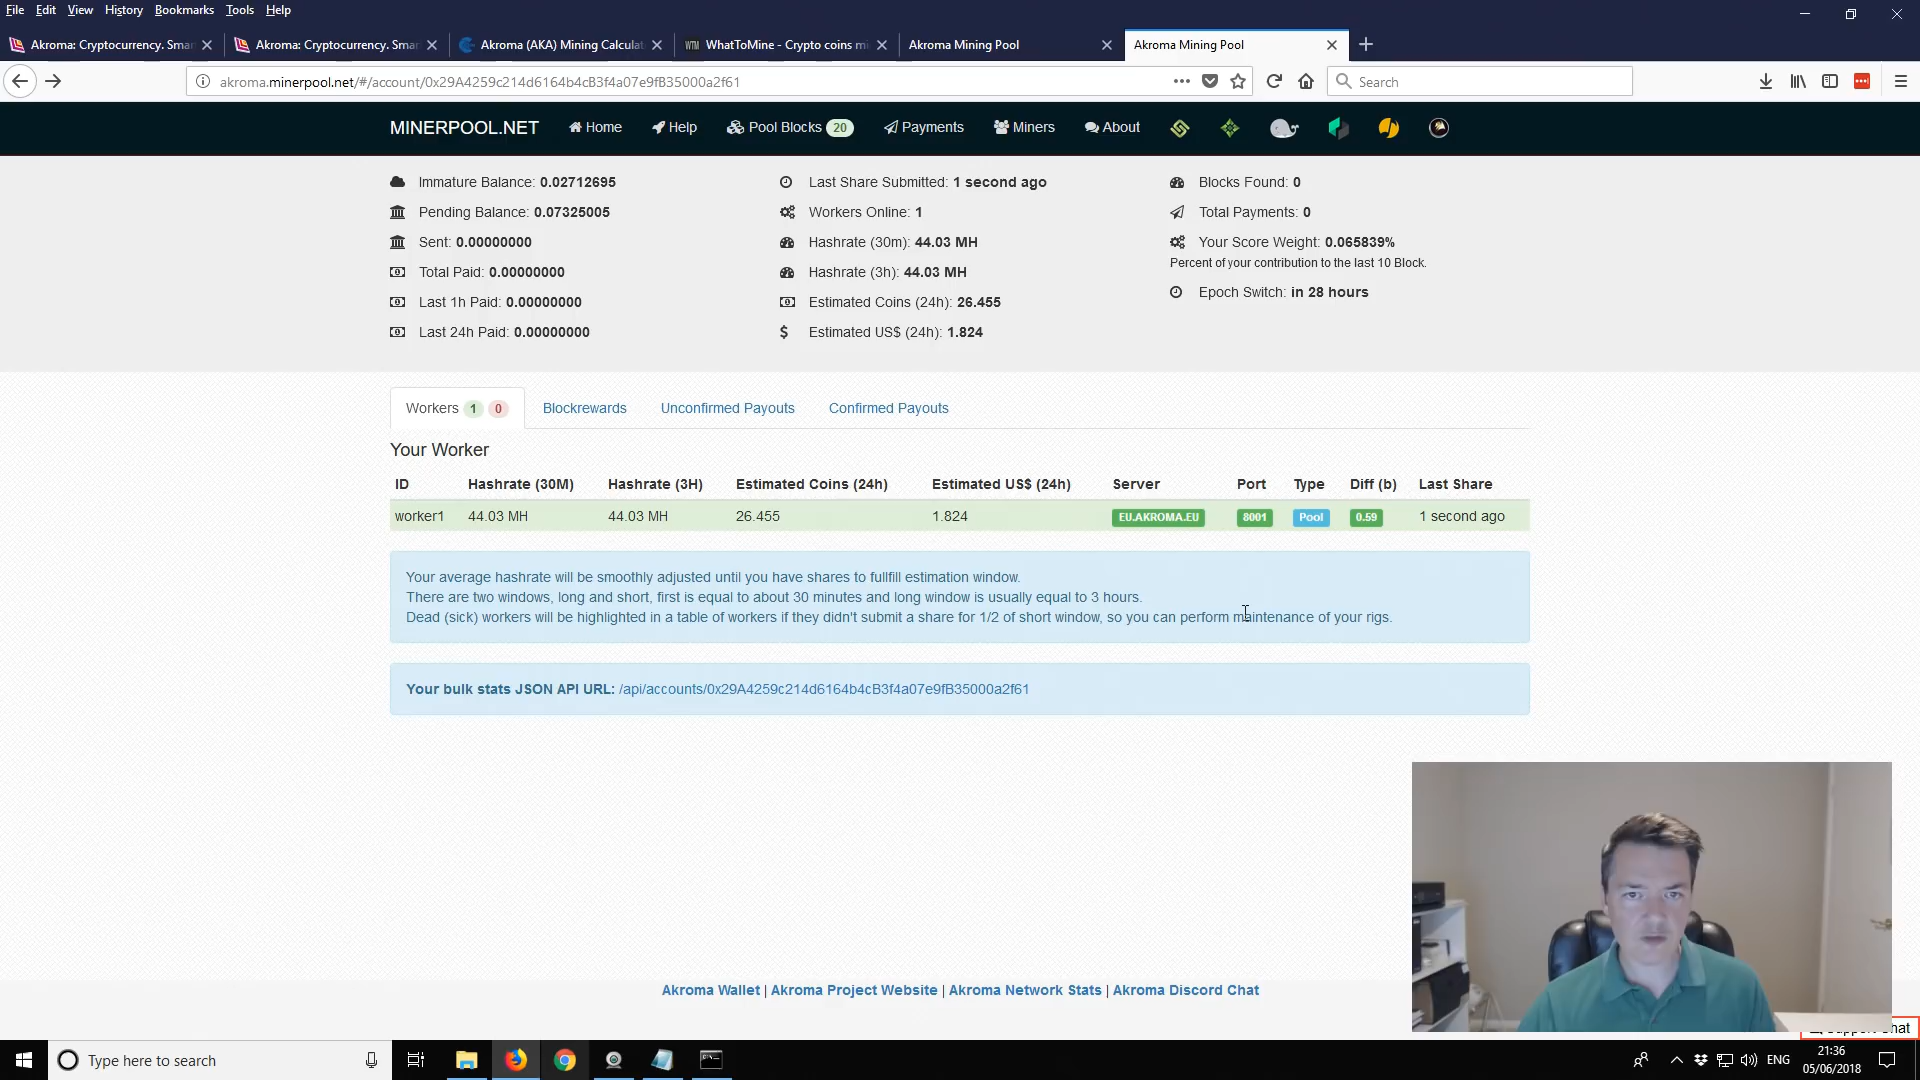 File Edit View History Bookmarks Tools Help
Akroma: Cryptocurrency. Smar
Akroma: Cryptocurrency. Smar
Akroma (AKA) Mining Calculat
WhatToMine - Crypto coins mi
Akroma Mining Pool
Akroma Mining Pool
akroma.minerpool.net/#/account/0x29A4259c214d6164b4cB3f4a07e9fB35000a2f61
Search
MINERPOOL.NET Home Help Pool Blocks 20 Payments Miners About
Immature Balance: 0.02712695
Pending Balance: 0.07325005
Sent: 0.00000000
Total Paid: 0.00000000
Last 1h Paid: 0.00000000
Last 24h Paid: 0.00000000
Last Share Submitted: 1 second ago
Workers Online: 1
Hashrate (30m): 44.03 MH
Hashrate (3h): 44.03 MH
Estimated Coins (24h): 26.455
Estimated US$ (24h): 1.824
Blocks Found: 0
Total Payments: 0
Your Score Weight: 0.065839%
Percent of your contribution to the last 10 Block.
Epoch Switch: in 28 hours
Workers 1 0 Blockrewards Unconfirmed Payouts Confirmed Payouts
Your Worker
ID Hashrate (30M) Hashrate (3H) Estimated Coins (24h) Estimated US$ (24h) Server Port Type Diff (b) Last Share
worker1 44.03 MH 44.03 MH 26.455 1.824 EU.AKROMA.EU 8001 Pool 0.59 1 second ago
Your average hashrate will be smoothly adjusted until you have shares to fullfill estimation window.
There are two windows, long and short, first is equal to about 30 minutes and long window is usually equal to 3 hours.
Dead (sick) workers will be highlighted in a table of workers if they didn't submit a share for 1/2 of short window, so you can perform maintenance of your rigs.
Your bulk stats JSON API URL: /api/accounts/0x29A4259c214d6164b4cB3f4a07e9fB35000a2f61
Akroma Wallet | Akroma Project Website | Akroma Network Stats | Akroma Discord Chat
Type here to search
ENG
21:36
05/06/2018